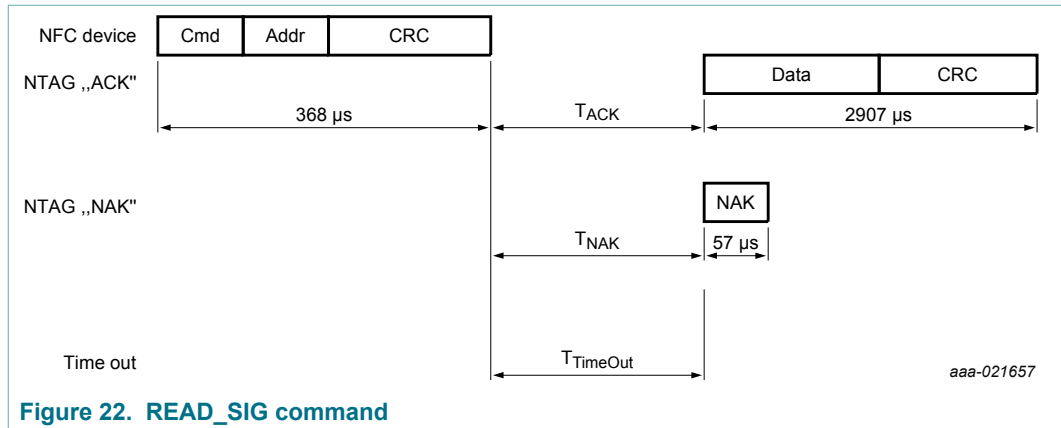 NFC device Cmd Addr CRC
NTAG ,,ACK" Data CRC
368 µs TACK 2907 µs
NTAG ,,NAK" NAK
TNAK 57 µs
Time out TTimeOut aaa-021657
Figure 22. READ_SIG command